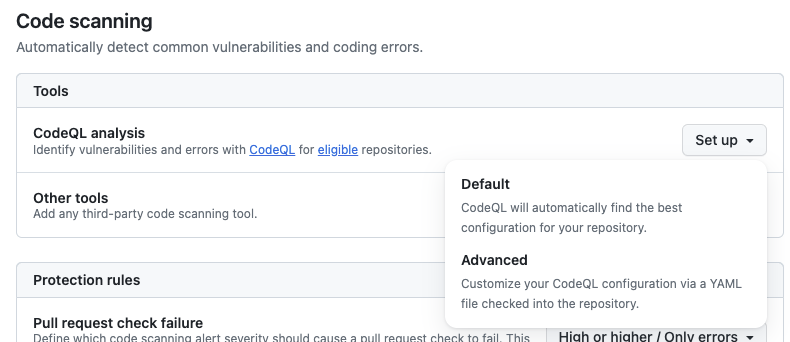 Code scanning
Automatically detect common vulnerabilities and coding errors.
Tools
CodeQL analysis
Identify vulnerabilities and errors with CodeQL for eligible repositories.
Set up
Other tools
Add any third-party code scanning tool.
Default
CodeQL will automatically find the best
configuration for your repository.
Advanced
Customize your CodeQL configuration via a YAML
file checked into the repository.
Protection rules
Pull request check failure
Define which code scanning alert severity should cause a pull request check to fail. This
High or higher / Only errors